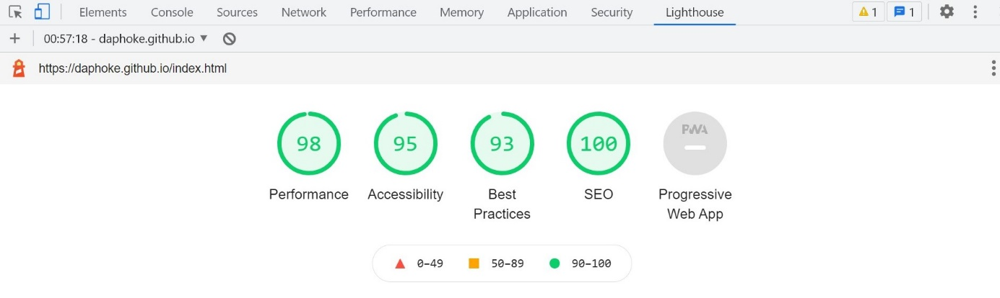 Elements Console Sources Network Performance Memory Application Security Lighthouse 1 1
00:57:18 - daphoke.github.io
https://daphoke.github.io/index.html
98 95 93 100 PWA
Performance Accessibility Best Practices SEO Progressive Web App
0–49 50–89 90–100